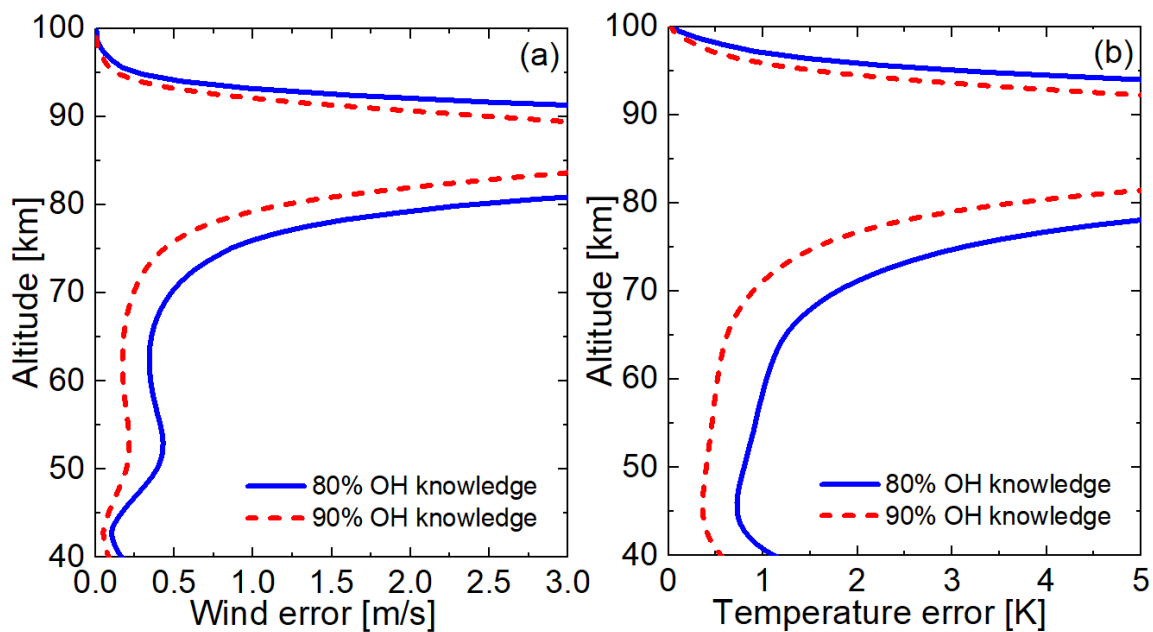 (a)
100
90
80
70
60
50
40
Altitude [km]
80% OH knowledge
90% OH knowledge
0.0 0.5 1.0 1.5 2.0 2.5 3.0
Wind error [m/s]
(b)
100
90
80
70
60
50
40
Altitude [km]
80% OH knowledge
90% OH knowledge
0 1 2 3 4 5
Temperature error [K]